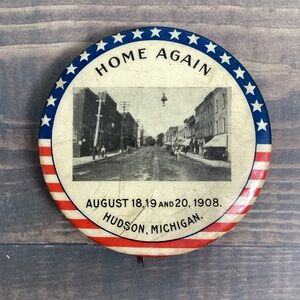 HOME AGAIN
AUGUST 18, 19 AND 20, 1908.
HUDSON, MICHIGAN.